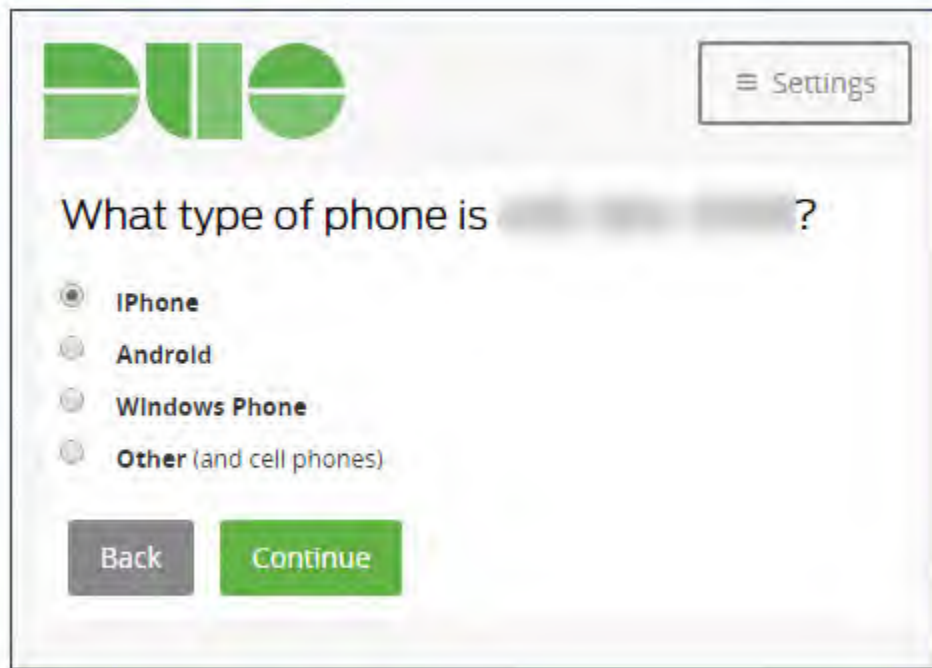 DUO
≡ Settings
What type of phone is ?
iPhone
Android
Windows Phone
Other (and cell phones)
Back
Continue